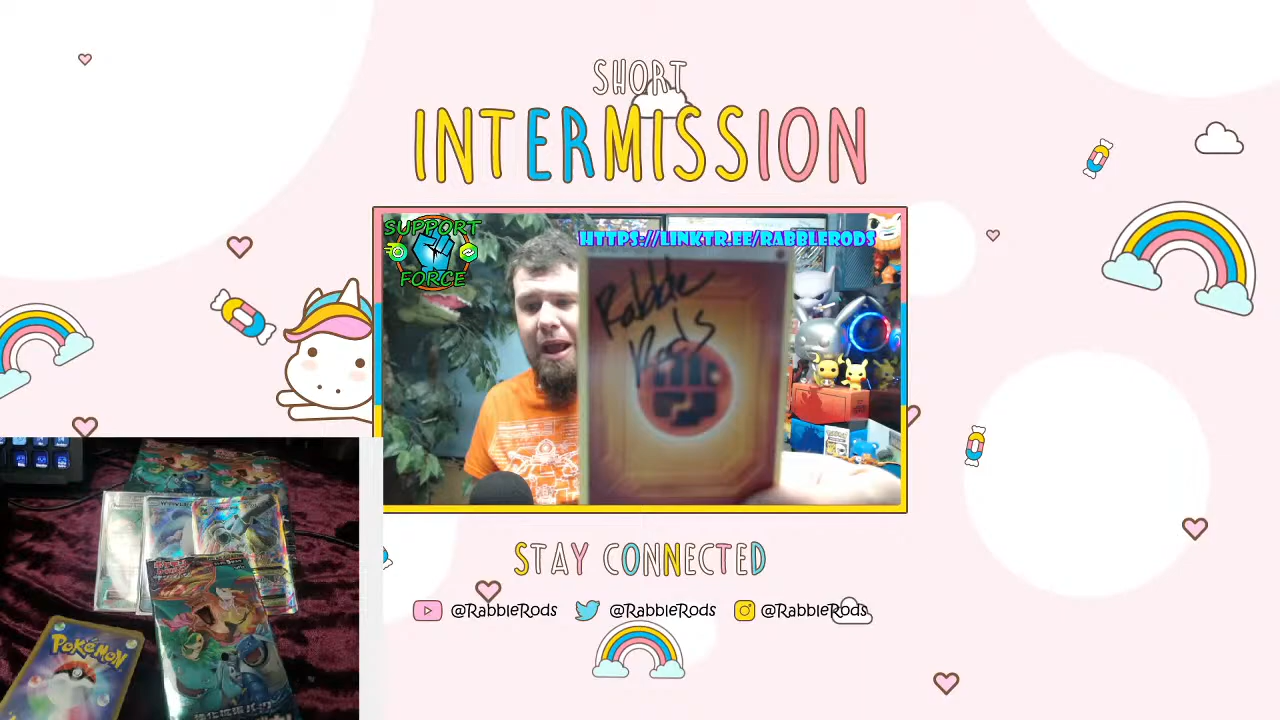 SHORT
INTERMISSION
SUPPORT
FORCE
HTTPS://LINKTR.EE/RABBLERODS
Rabble
Rods
STAY CONNECTED
@RabbleRods
@RabbleRods
@RabbleRods
POKéMON